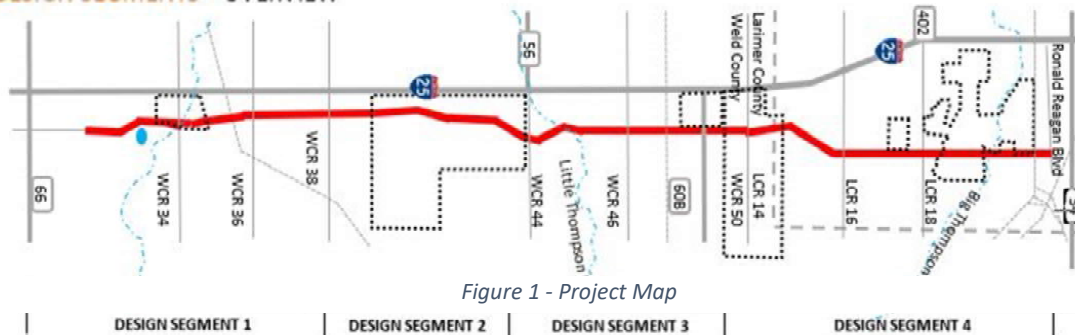 66
WCR 34
WCR 36
WCR 38
25
56
WCR 44
Little Thompson
WCR 46
60B
WCR 50
Weld County
Larimer County
LCR 14
LCR 16
25
402
LCR 18
Big Thompson
Ronald Reagan Blvd
Figure 1 - Project Map
DESIGN SEGMENT 1
DESIGN SEGMENT 2
DESIGN SEGMENT 3
DESIGN SEGMENT 4